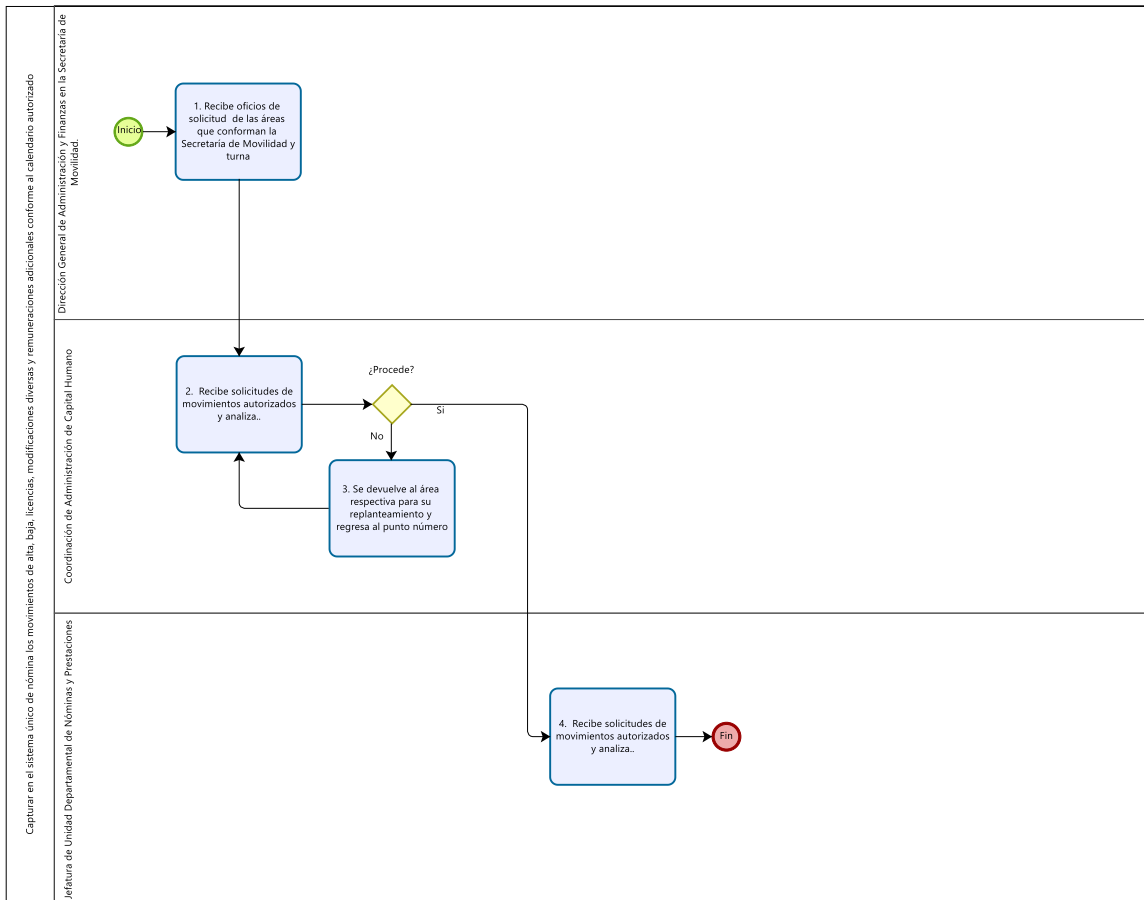 Capturar en el sistema único de nómina los movimientos de alta, baja, licencias, modificaciones diversas y remuneraciones adicionales conforme al calendario autorizado
Dirección General de Administración y Finanzas en la Secretaría de
Movilidad.
Inicio
1. Recibe oficios de
solicitud  de las áreas
que conforman la
Secretaría de Movilidad y
turna
Coordinación de Administración de Capital Humano
2.  Recibe solicitudes de
movimientos autorizados
y analiza..
¿Procede?
Si
No
3. Se devuelve al área
respectiva para su
replanteamiento y
regresa al punto número
Jefatura de Unidad Departamental de Nóminas y Prestaciones
4.  Recibe solicitudes de
movimientos autorizados
y analiza..
Fin